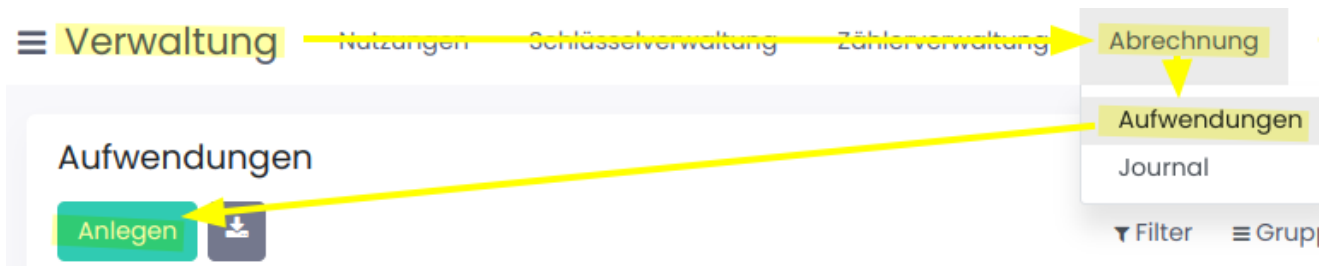 Verwaltung Nutzungen Schlüsselverwaltung Zählerverwaltung Abrechnung
Aufwendungen
Journal
Aufwendungen
Anlegen
Filter